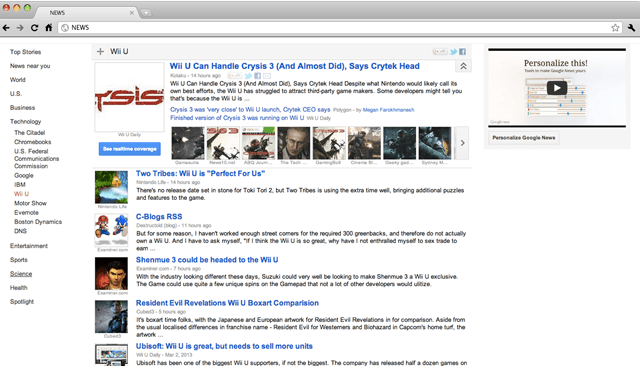 NEWS
NEWS
Top Stories
News near you
World
U.S.
Business
Technology
The Citadel
Chromebooks
U.S. Federal
Communications
Commission
Google
IBM
Wii U
Motor Show
Evernote
Boston Dynamics
DNS
Entertainment
Sports
Science
Health
Spotlight
Wii U
Wii U Can Handle Crysis 3 (And Almost Did), Says Crytek Head
Kotaku - 14 hours ago
Wii U Can Handle Crysis 3 (And Almost Did), Says Crytek Head Despite what Nintendo would likely call its
own best efforts, the Wii U has struggled to attract third-party game makers. Some developers might tell you
that's because the Wii U is ...
Crysis 3 was 'very close' to Wii U launch, Crytek CEO says Polygon - by Megan Farokhmanesh
Finished version of Crysis 3 was running on Wii U Wii U Daily
YSIS
Wii U Daily
See realtime coverage
Gamasutra
News10.net
ABG Journ...
The Tech ...
GamingBolt
Cinema Bl...
Geeky gad...
Sydney M...
Two Tribes: Wii U is "Perfect For Us"
Nintendo Life - 14 hours ago
There's no release date set in stone for Toki Tori 2, but Two Tribes is using the extra time well, bringing additional puzzles
and features to the game.
Nintendo Life
C-Blogs RSS
Destructoid (blog) - 11 hours ago
But for some reason, I haven't worked enough street corners for the required 300 greenbacks, and therefore do not actually
own a Wii U. And I have to ask myself, "If I think the Wii U is so great, why have I not enthralled myself to sex trade to
earn ...
Examiner.com
Shenmue 3 could be headed to the Wii U
Examiner.com - 7 hours ago
With the industry looking different these days, Suzuki could very well be looking to make Shenmue 3 a Wii U exclusive.
The Game could use quite a few unique spins on the Gamepad that not a lot of other developers would utilize.
Examiner.com
Resident Evil Revelations Wii U Boxart Comparision
Cubed3 - 5 hours ago
It's boxart time folks, with the Japanese and European artwork for Resident Evil Revelations in for comparison. Aside from
the usual localised differences in franchise name - Resident Evil for Westerners and Biohazard in Capcom's home turf, the
artwork ...
Cubed3
Ubisoft: Wii U is great, but needs to sell more units
Wii U Daily - Mar 2, 2013
Ubisoft has been one of the biggest Wii U supporters, if not the biggest. The company has released half a dozen games on
Personalize this!
Tools to make Google News yours
Personalize Google News